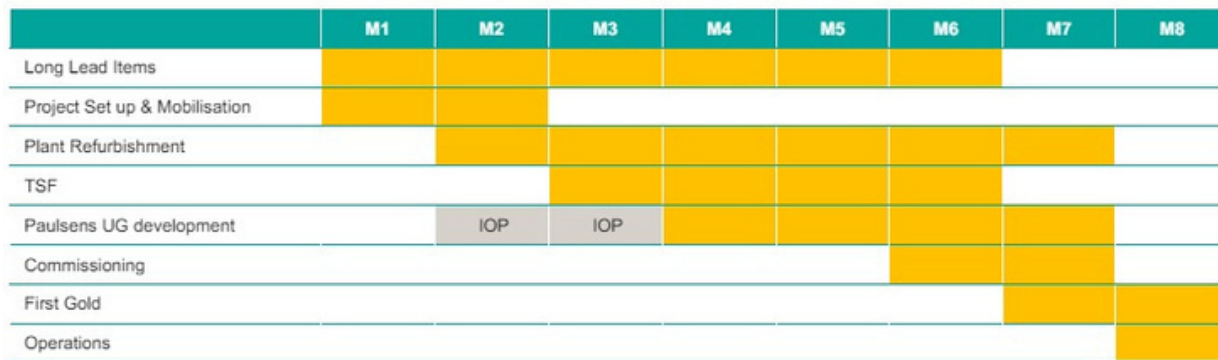 M1 M2 M3 M4 M5 M6 M7 M8
Long Lead Items
Project Set up & Mobilisation
Plant Refurbishment
TSF
Paulsens UG development IOP IOP
Commissioning
First Gold
Operations